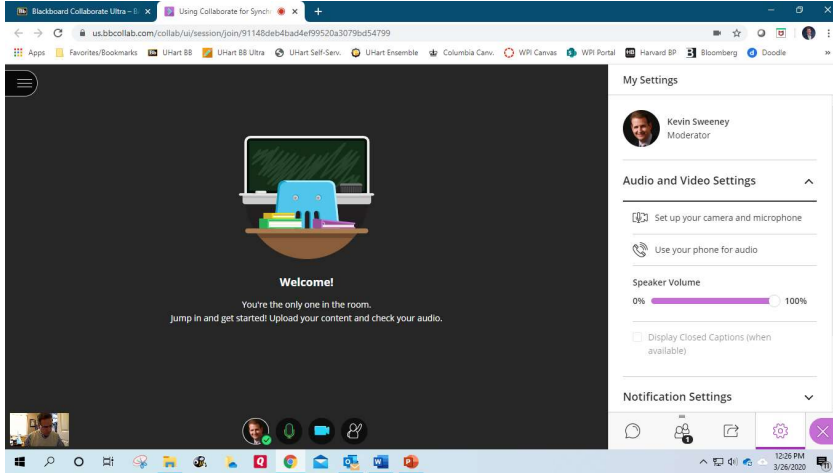 Blackboard Collaborate Ultra – B
Using Collaborate for Synchr
us.bbcollab.com/collab/ui/session/join/91148deb4bad4ef99520a3079bd54799
Apps Favorites/Bookmarks UHart BB UHart BB Ultra UHart Self-Serv. UHart Ensemble Columbia Canv. WPI Canvas WPI Portal Harvard BP Bloomberg Doodle »
My Settings
Kevin Sweeney
Moderator
Audio and Video Settings
Set up your camera and microphone
Use your phone for audio
Speaker Volume
0% 100%
Display Closed Captions (when
available)
Notification Settings
Welcome!
You're the only one in the room.
Jump in and get started! Upload your content and check your audio.
1
12:26 PM
3/26/2020